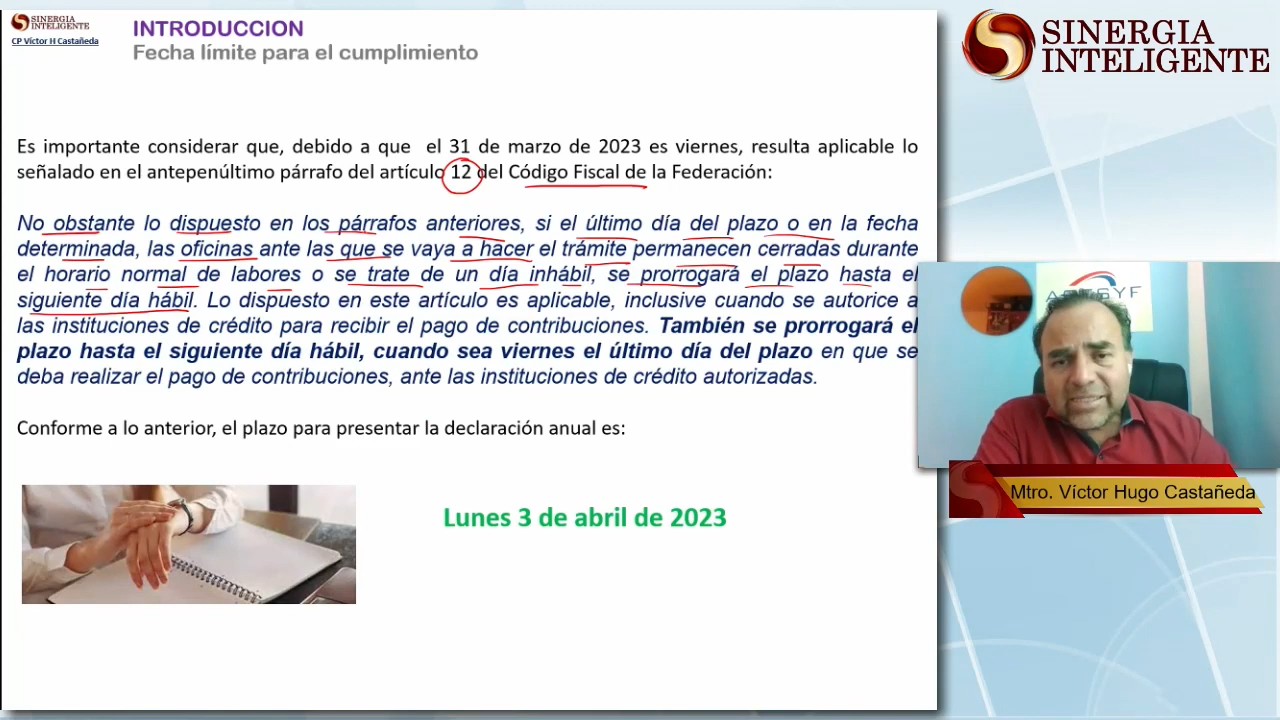 SINERGIA
INTELIGENTE
CP Víctor H Castañeda
INTRODUCCION
Fecha límite para el cumplimiento
Es importante considerar que, debido a que el 31 de marzo de 2023 es viernes, resulta aplicable lo
señalado en el antepenúltimo párrafo del artículo 12 del Código Fiscal de la Federación:
No obstante lo dispuesto en los párrafos anteriores, si el último día del plazo o en la fecha
determinada, las oficinas ante las que se vaya a hacer el trámite permanecen cerradas durante
el horario normal de labores o se trate de un día inhábil, se prorrogará el plazo hasta el
siguiente día hábil. Lo dispuesto en este artículo es aplicable, inclusive cuando se autorice a
las instituciones de crédito para recibir el pago de contribuciones. También se prorrogará el
plazo hasta el siguiente día hábil, cuando sea viernes el último día del plazo en que se
deba realizar el pago de contribuciones, ante las instituciones de crédito autorizadas.
Conforme a lo anterior, el plazo para presentar la declaración anual es:
Lunes 3 de abril de 2023
SINERGIA
INTELIGENTE
Mtro. Víctor Hugo Castañeda